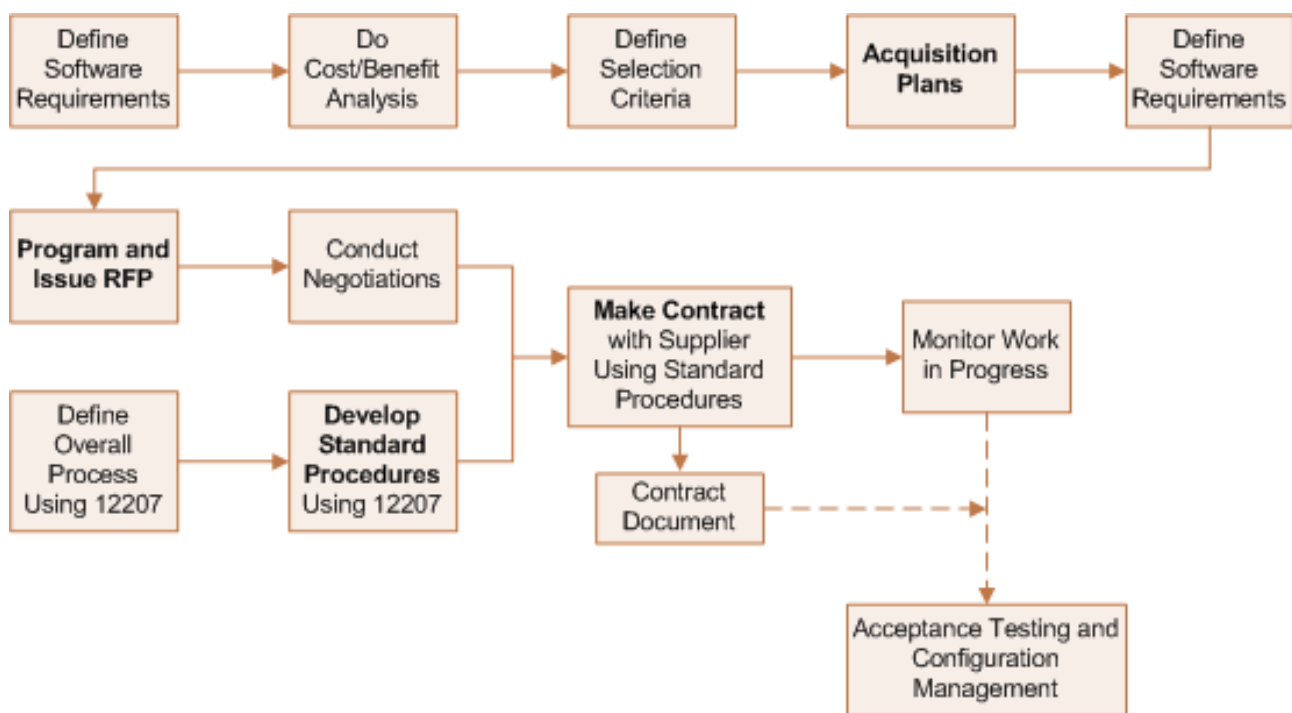 Define
Software
Requirements
Do
Cost/Benefit
Analysis
Define
Selection
Criteria
Acquisition
Plans
Define
Software
Requirements
Program and
Issue RFP
Conduct
Negotiations
Make Contract
with Supplier
Using Standard
Procedures
Monitor Work
in Progress
Define
Overall
Process
Using 12207
Develop
Standard
Procedures
Using 12207
Contract
Document
Acceptance Testing and
Configuration
Management